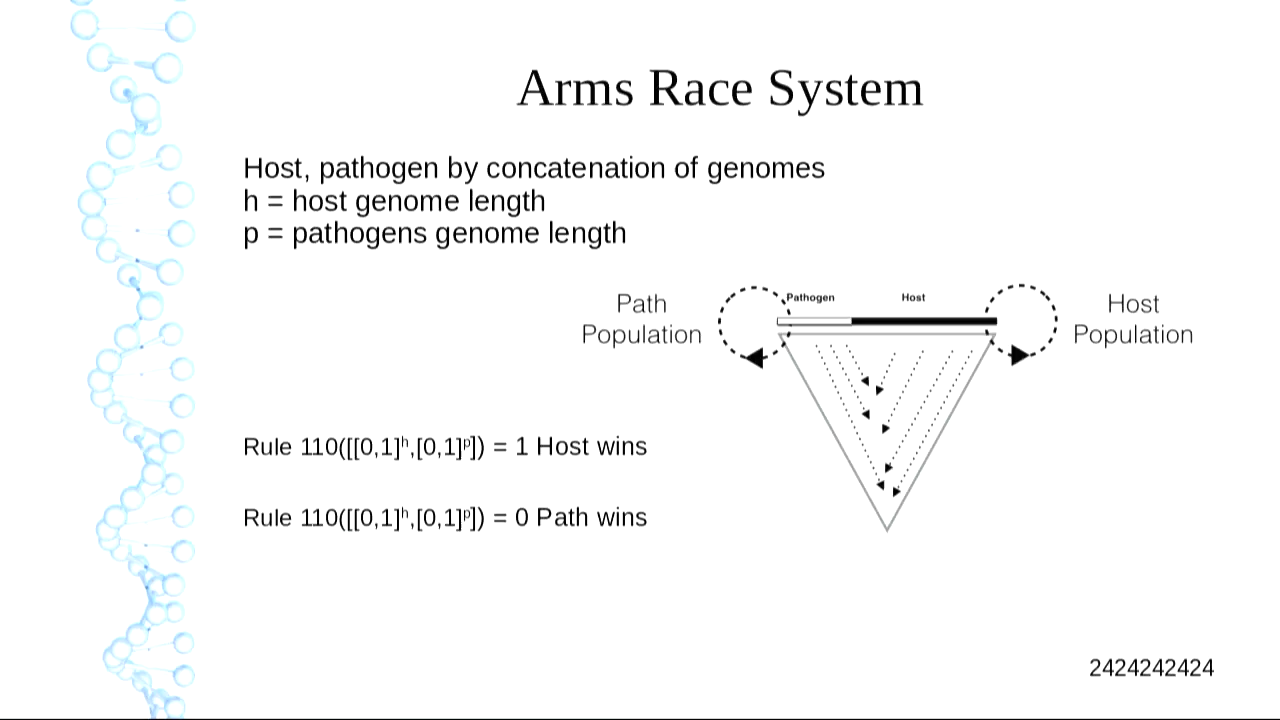 Arms Race System
Host, pathogen by concatenation of genomes
h = host genome length
p = pathogens genome length
Pathogen
Host
Path
Population
Host
Population
Rule 110([[0,1]ʰ,[0,1]ᵖ]) = 1 Host wins
Rule 110([[0,1]ʰ,[0,1]ᵖ]) = 0 Path wins
2424242424